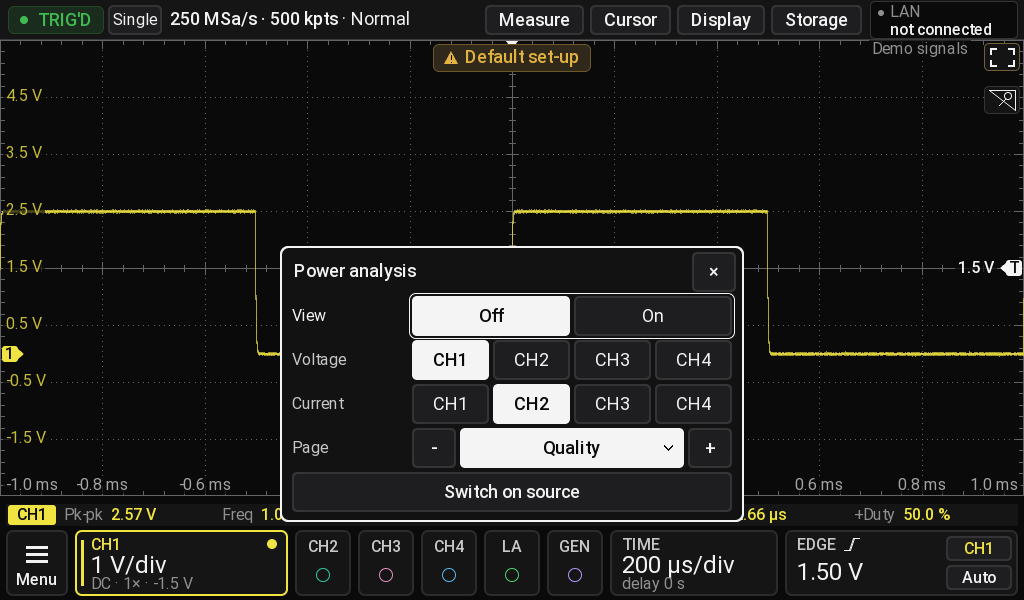 TRIG'D Single 250 MSa/s · 500 kpts · Normal Measure Cursor Display Storage LAN
not connected
Demo signals
Default set-up
4.5 V
3.5 V
2.5 V
1.5 V
1.5 V T
0.5 V
1
-0.5 V
-1.5 V
Power analysis ×
View Off On
Voltage CH1 CH2 CH3 CH4
Current CH1 CH2 CH3 CH4
Page - Quality +
Switch on source
-1.0 ms -0.8 ms -0.6 ms 0.6 ms 0.8 ms 1.0 ms
CH1 Pk-pk 2.57 V Freq 1.0 .66 µs +Duty 50.0 %
Menu
CH1
1 V/div
DC · 1× · -1.5 V
CH2 CH3 CH4 LA GEN
TIME
200 µs/div
delay 0 s
EDGE
1.50 V
CH1
Auto